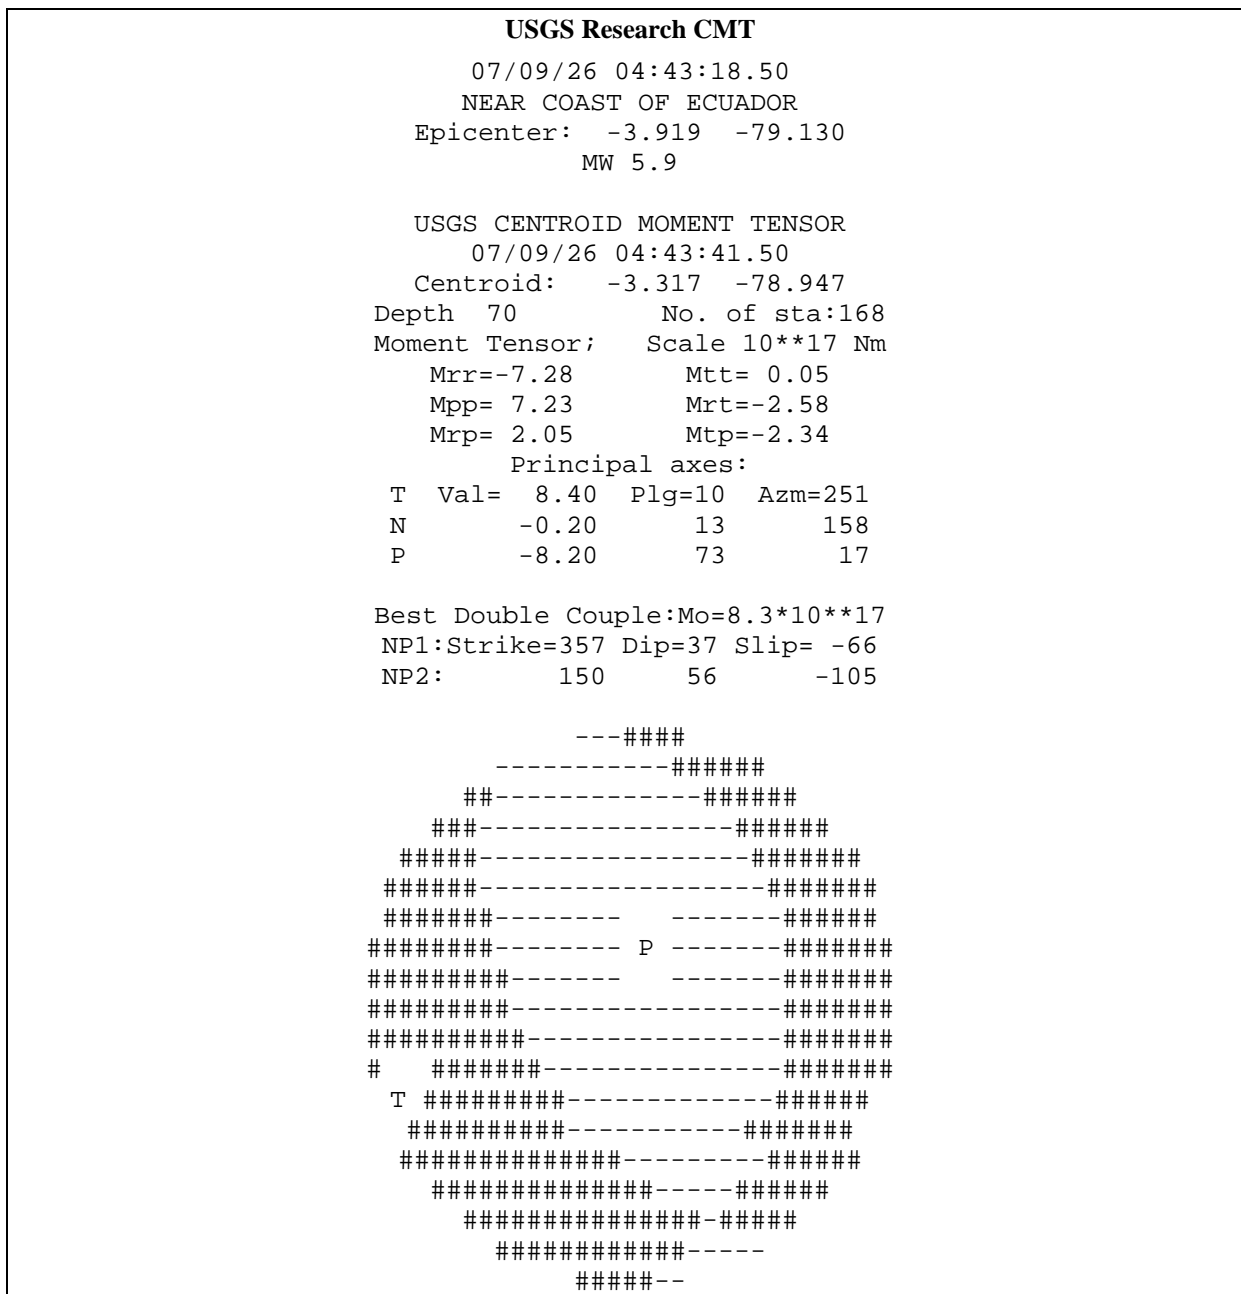 USGS Research CMT
07/09/26 04:43:18.50
NEAR COAST OF ECUADOR
Epicenter: -3.919 -79.130
MW 5.9
USGS CENTROID MOMENT TENSOR
07/09/26 04:43:41.50
Centroid: -3.317 -78.947
Depth 70 No. of sta:168
Moment Tensor; Scale 10**17 Nm
Mrr=-7.28 Mtt= 0.05
Mpp= 7.23 Mrt=-2.58
Mrp= 2.05 Mtp=-2.34
Principal axes:
T Val= 8.40 Plg=10 Azm=251
N -0.20 13 158
P -8.20 73 17
Best Double Couple:Mo=8.3*10**17
NP1:Strike=357 Dip=37 Slip= -66
NP2: 150 56 -105
---####
-----------######
##-------------######
###----------------######
#####-----------------#######
######------------------#######
#######-------- -------######
########-------- P -------#######
#########------- -------#######
#########-----------------#######
##########----------------#######
# #######---------------#######
T #########-------------######
##########-----------#######
##############---------######
##############-----######
###############-#####
############-----
#####--